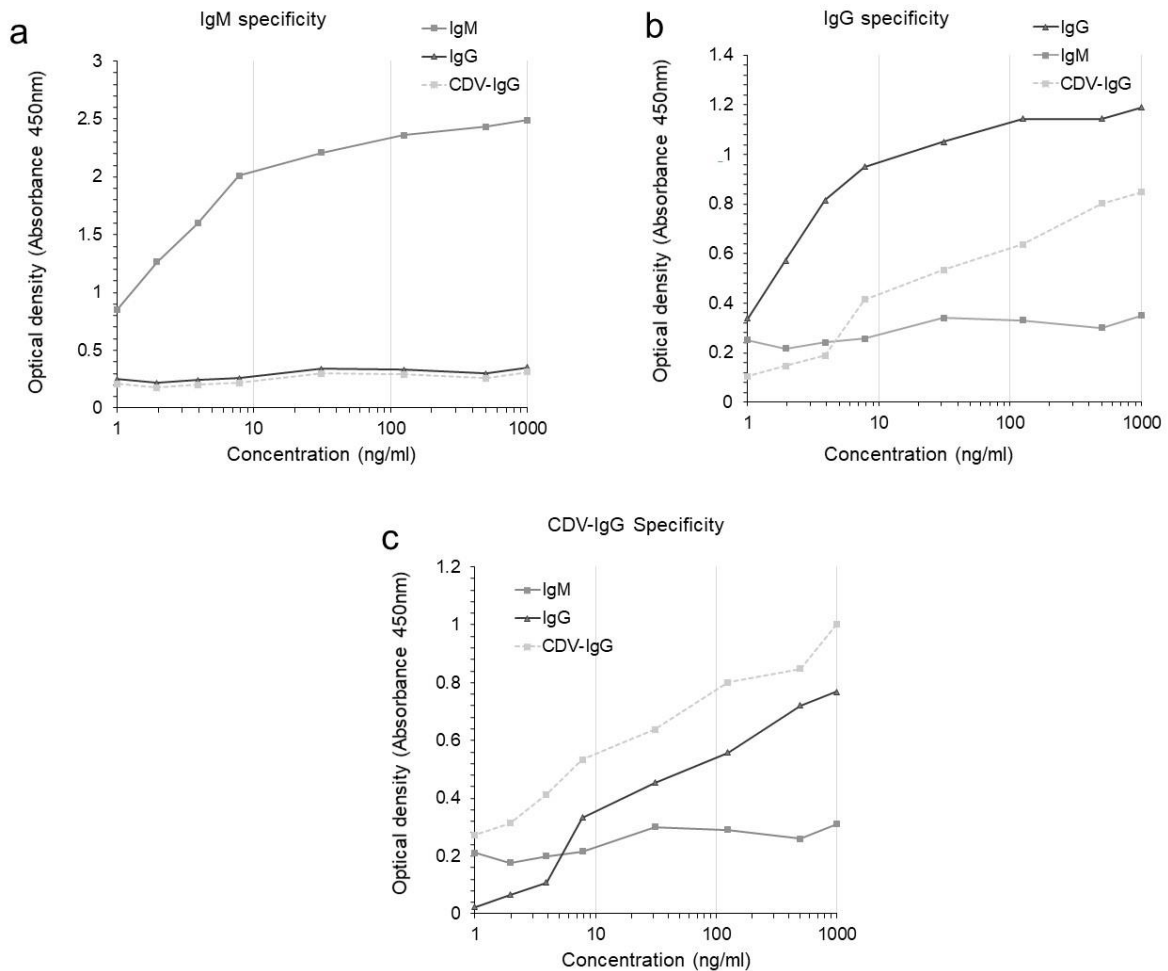 a
IgM specificity
IgM
IgG
CDV-IgG
Optical density (Absorbance 450nm)
3
2.5
2
1.5
1
0.5
0
1
10
100
1000
Concentration (ng/ml)
b
IgG specificity
IgG
IgM
CDV-IgG
Optical density (Absorbance 450nm)
1.4
1.2
1
0.8
0.6
0.4
0.2
0
1
10
100
1000
Concentration (ng/ml)
c
CDV-IgG Specificity
IgM
IgG
CDV-IgG
Optical density (Absorbance 450nm)
1.2
1
0.8
0.6
0.4
0.2
0
1
10
100
1000
Concentration (ng/ml)